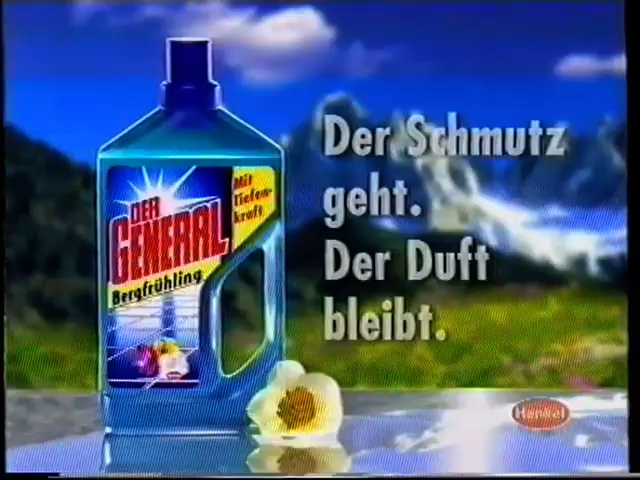 Der Schmutz
geht.
Der Duft
bleibt.
Mit
Tiefen-
kraft
DER
GENERAL
Bergfrühling
Henkel